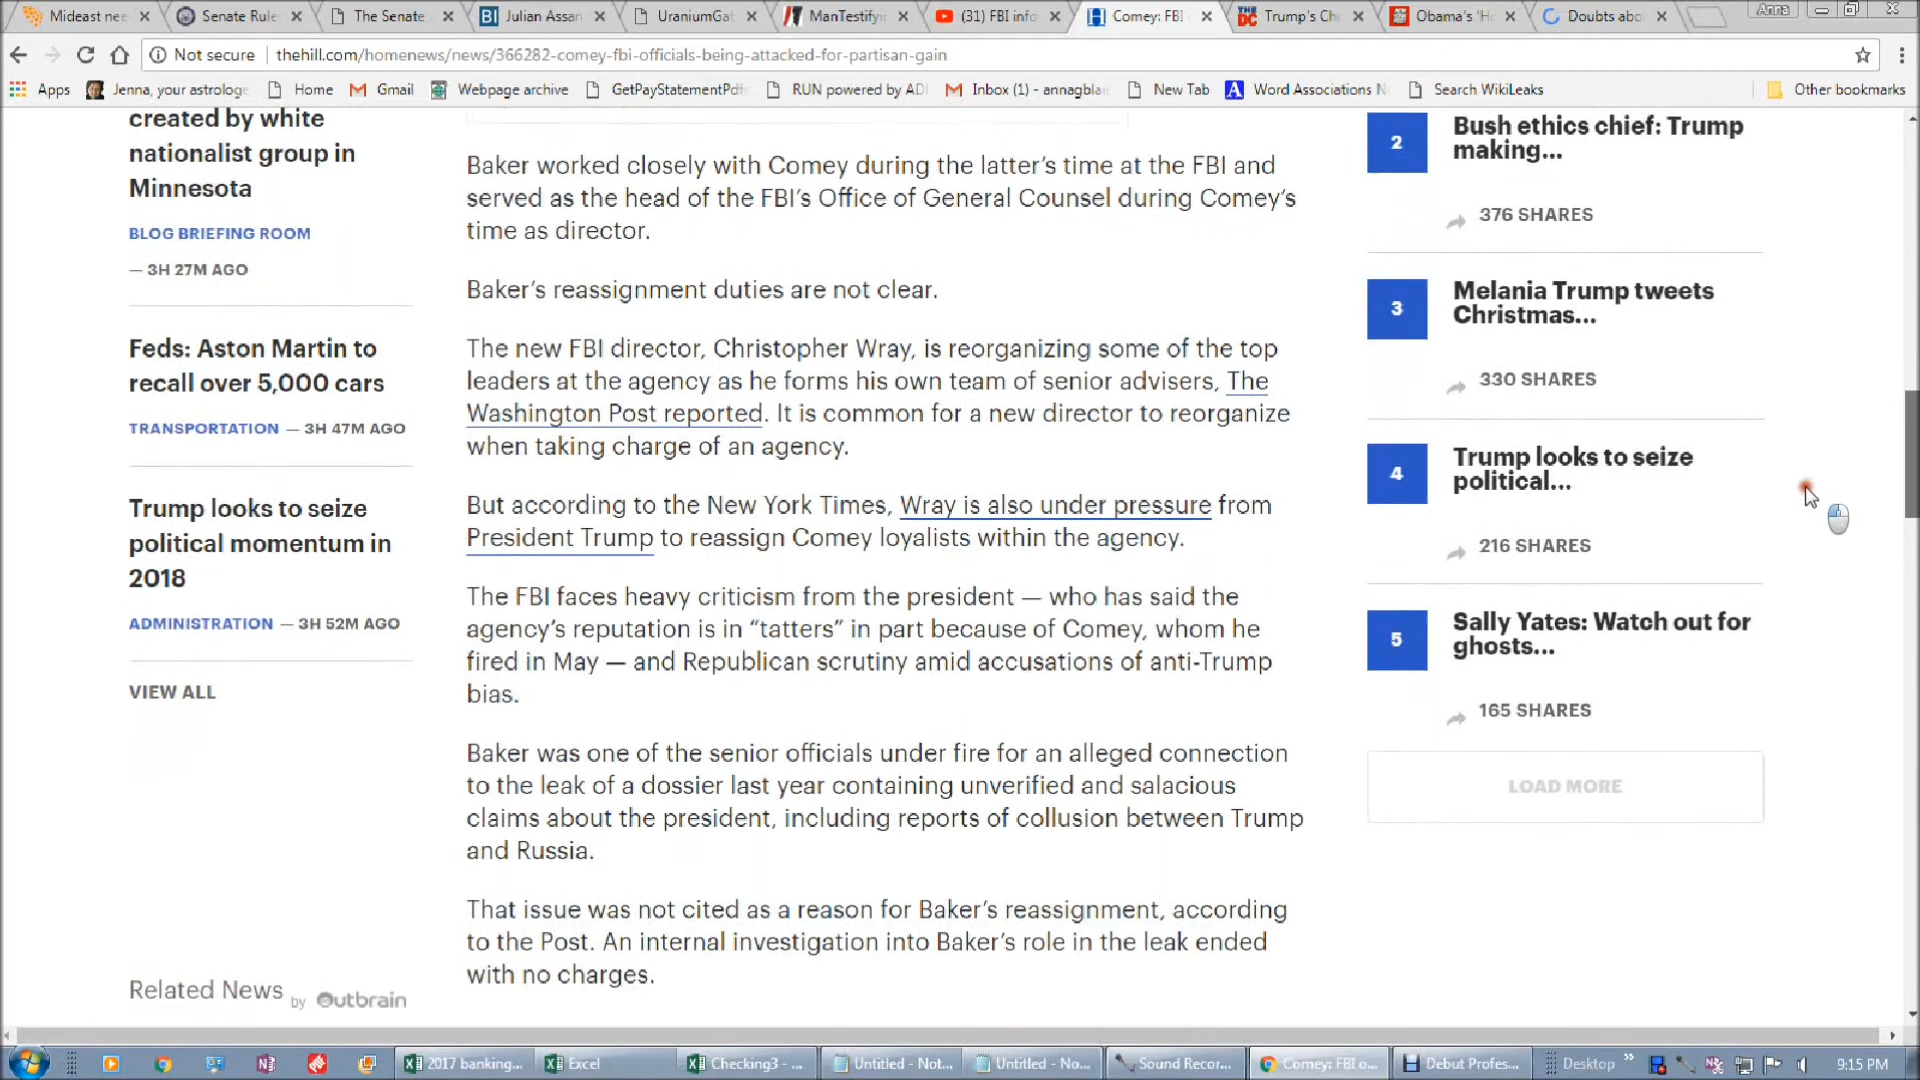 Mideast nee
Senate Rule
The Senate
Julian Assan
UraniumGat
ManTestifyi
(31) FBI info
Comey: FBI
Trump's Ch
Obama's 'H
Doubts abo
Anna
Not secure
thehill.com/homenews/news/366282-comey-fbi-officials-being-attacked-for-partisan-gain
Apps
Jenna, your astrologe
Home
Gmail
Webpage archive
GetPayStatementPdf
RUN powered by AD
Inbox (1) - annagbla
New Tab
Word Associations N
Search WikiLeaks
Other bookmarks
created by white
nationalist group in
Minnesota
BLOG BRIEFING ROOM
— 3H 27M AGO
Feds: Aston Martin to
recall over 5,000 cars
TRANSPORTATION — 3H 47M AGO
Trump looks to seize
political momentum in
2018
ADMINISTRATION — 3H 52M AGO
VIEW ALL
Related News by Outbrain
Baker worked closely with Comey during the latter's time at the FBI and
served as the head of the FBI's Office of General Counsel during Comey's
time as director.
Baker's reassignment duties are not clear.
The new FBI director, Christopher Wray, is reorganizing some of the top
leaders at the agency as he forms his own team of senior advisers, The
Washington Post reported. It is common for a new director to reorganize
when taking charge of an agency.
But according to the New York Times, Wray is also under pressure from
President Trump to reassign Comey loyalists within the agency.
The FBI faces heavy criticism from the president — who has said the
agency's reputation is in “tatters” in part because of Comey, whom he
fired in May — and Republican scrutiny amid accusations of anti-Trump
bias.
Baker was one of the senior officials under fire for an alleged connection
to the leak of a dossier last year containing unverified and salacious
claims about the president, including reports of collusion between Trump
and Russia.
That issue was not cited as a reason for Baker's reassignment, according
to the Post. An internal investigation into Baker's role in the leak ended
with no charges.
2
Bush ethics chief: Trump
making...
376 SHARES
3
Melania Trump tweets
Christmas...
330 SHARES
4
Trump looks to seize
political...
216 SHARES
5
Sally Yates: Watch out for
ghosts...
165 SHARES
LOAD MORE
2017 banking...
Excel
Checking3 - ...
Untitled - Not...
Untitled - No...
Sound Recor...
Comey: FBI o...
Debut Profes...
Desktop
9:15 PM